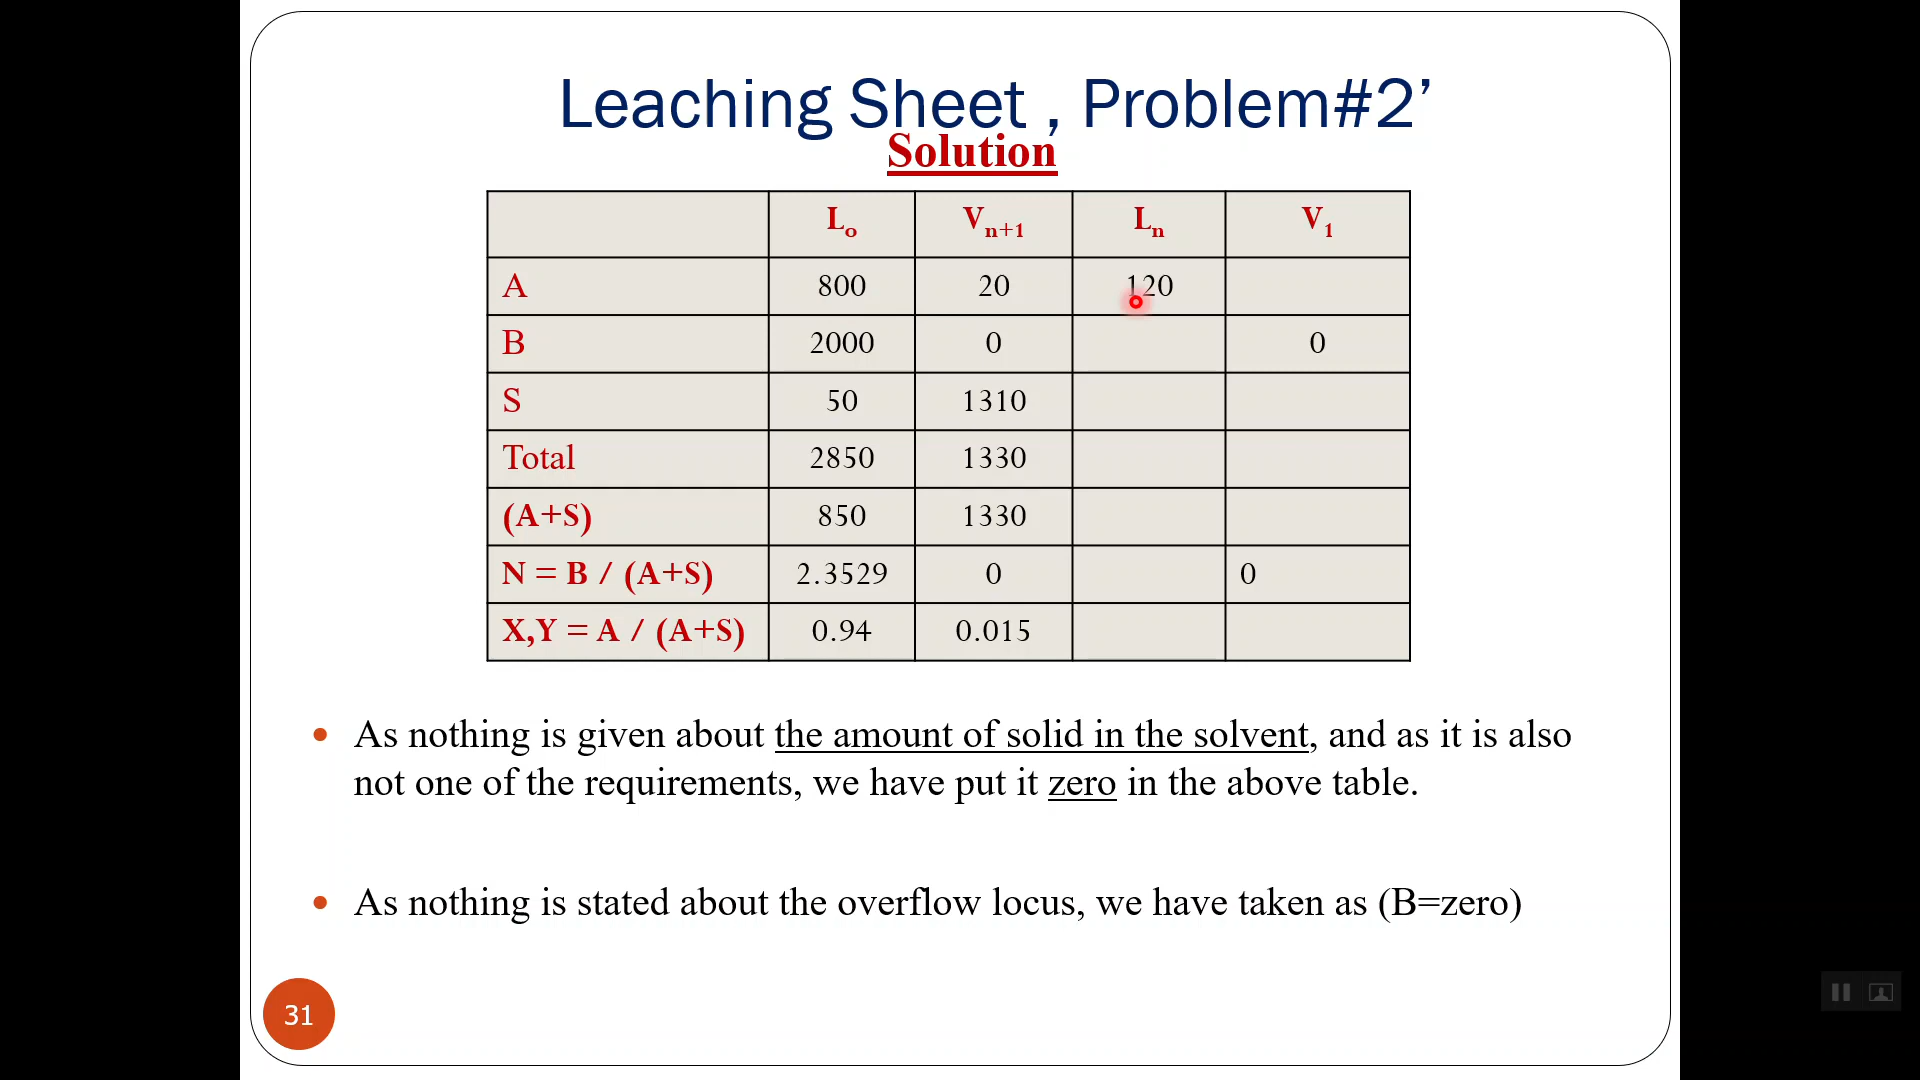 Leaching Sheet , Problem#2’
Solution
Lo Vn+1 Ln V1
A 800 20 120
B 2000 0 0
S 50 1310
Total 2850 1330
(A+S) 850 1330
N = B / (A+S) 2.3529 0 0
X,Y = A / (A+S) 0.94 0.015
• As nothing is given about the amount of solid in the solvent, and as it is also
not one of the requirements, we have put it zero in the above table.
• As nothing is stated about the overflow locus, we have taken as (B=zero)
31